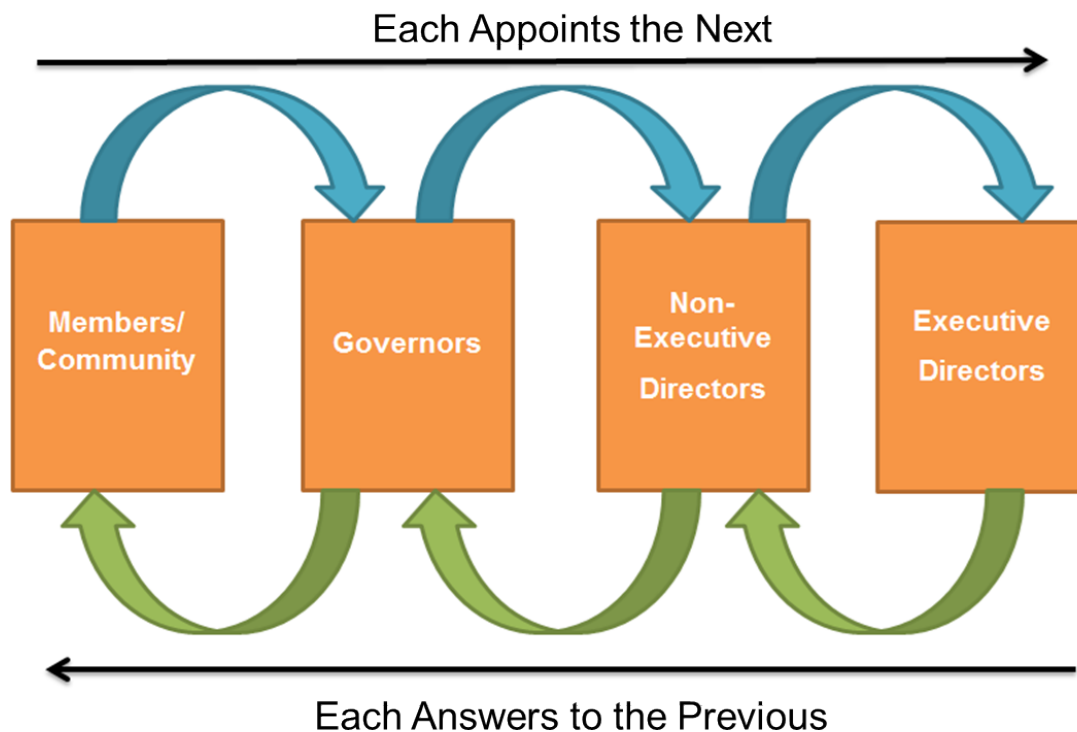 Each Appoints the Next
Members/
Community
Governors
Non-
Executive
Directors
Executive
Directors
Each Answers to the Previous